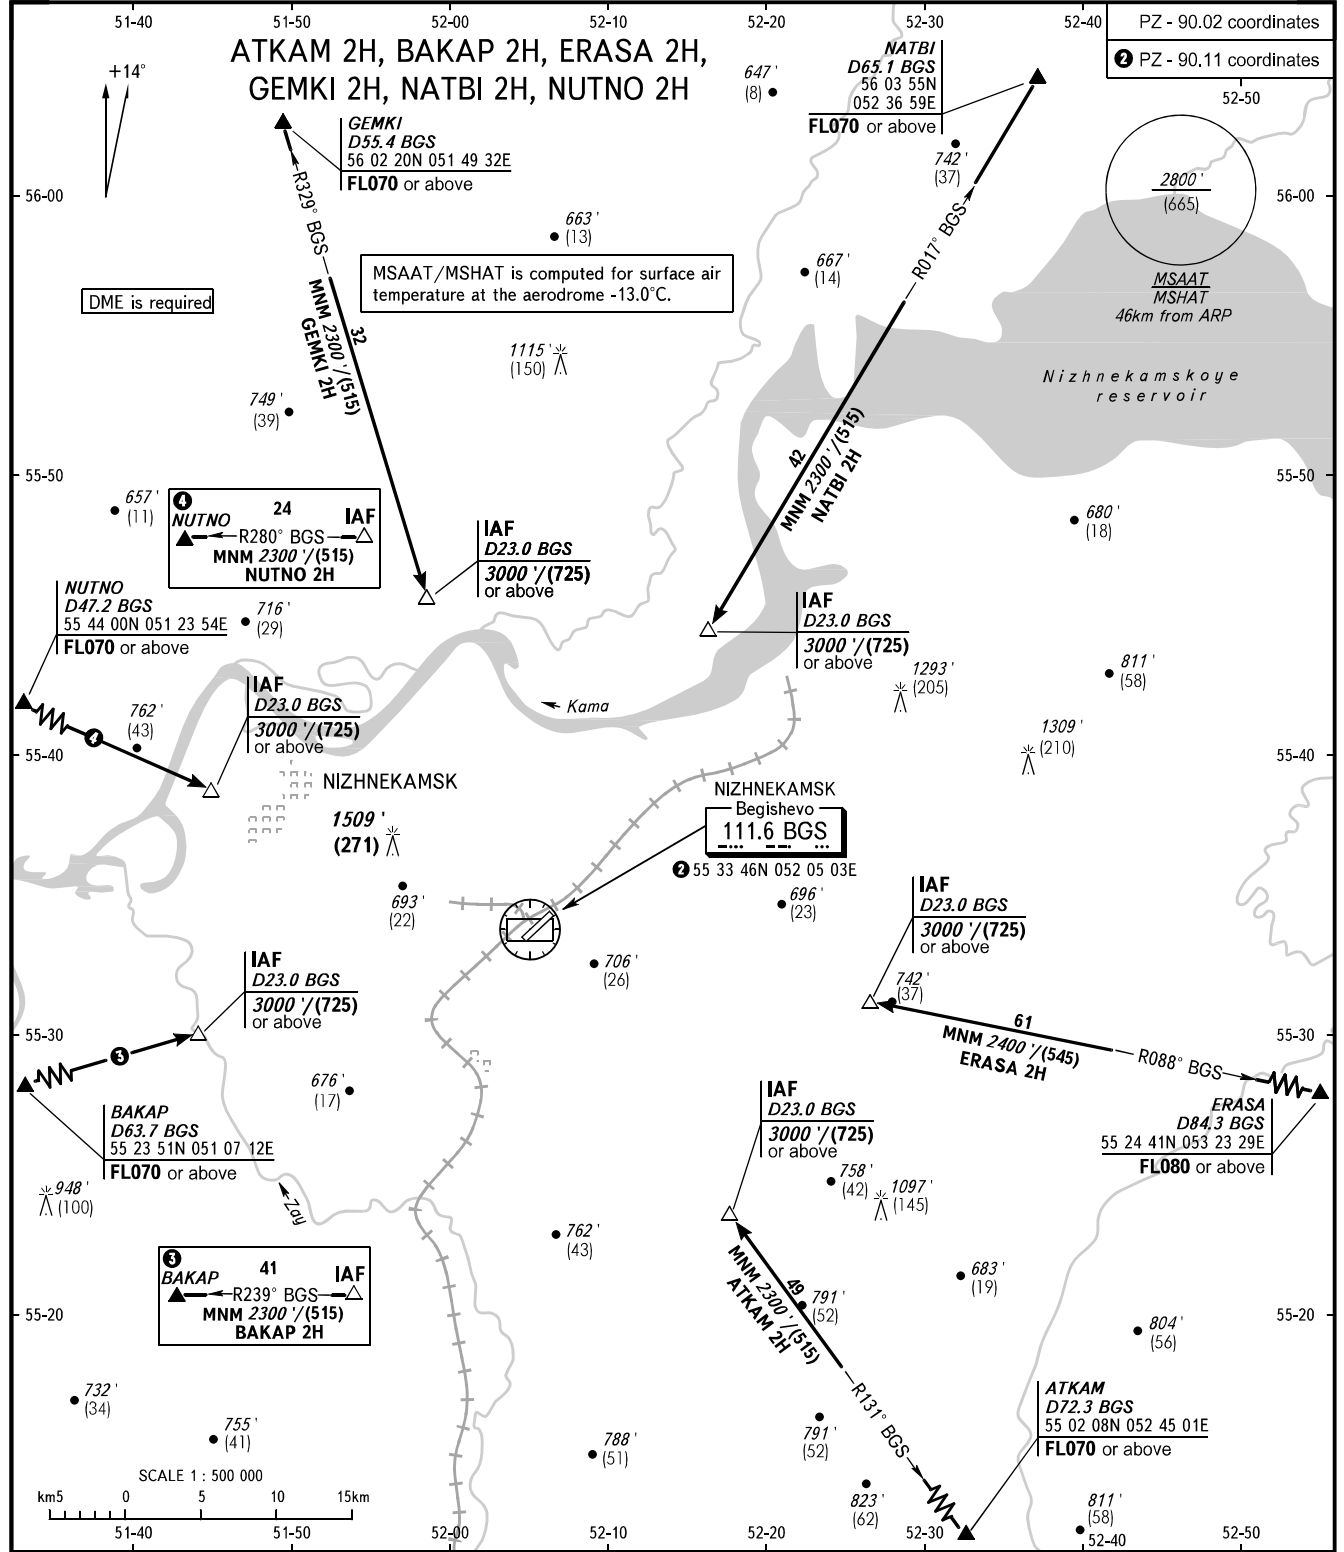 51-40
51-50
52-00
52-10
52-20
52-30
52-40
PZ - 90.02 coordinates
❷ PZ - 90.11 coordinates
52-50
+14°
ATKAM 2H, BAKAP 2H, ERASA 2H,
GEMKI 2H, NATBI 2H, NUTNO 2H
647'
(8)
NATBI
D65.1 BGS
56 03 55N
052 36 59E
FL070 or above
GEMKI
D55.4 BGS
56 02 20N 051 49 32E
FL070 or above
742'
(37)
2800'
(665)
MSAAT
MSHAT
46km from ARP
56-00
56-00
R329° BGS
R017° BGS
663'
(13)
667'
(14)
MSAAT/MSHAT is computed for surface air
temperature at the aerodrome -13.0°C.
DME is required
32
MNM 2300'/(515)
GEMKI 2H
1115'
(150)
Nizhnekamskoye
reservoir
749'
(39)
42
MNM 2300'/(515)
NATBI 2H
55-50
55-50
657'
(11)
❹
24
NUTNO
IAF
R280° BGS
MNM 2300'/(515)
NUTNO 2H
680'
(18)
IAF
D23.0 BGS
3000'/(725)
or above
NUTNO
D47.2 BGS
55 44 00N 051 23 54E
FL070 or above
716'
(29)
IAF
D23.0 BGS
3000'/(725)
or above
1293'
(205)
811'
(58)
IAF
D23.0 BGS
3000'/(725)
or above
762'
(43)
❹
Kama
1309'
(210)
55-40
55-40
NIZHNEKAMSK
1509'
(271)
NIZHNEKAMSK
Begishevo
111.6 BGS
❷ 55 33 46N 052 05 03E
693'
(22)
696'
(23)
IAF
D23.0 BGS
3000'/(725)
or above
706'
(26)
742'
(37)
IAF
D23.0 BGS
3000'/(725)
or above
55-30
55-30
❸
61
MNM 2400'/(545)
ERASA 2H
R088° BGS
676'
(17)
BAKAP
D63.7 BGS
55 23 51N 051 07 12E
FL070 or above
IAF
D23.0 BGS
3000'/(725)
or above
ERASA
D84.3 BGS
55 24 41N 053 23 29E
FL080 or above
948'
(100)
Zay
758'
(42)
1097'
(145)
762'
(43)
❸
41
BAKAP
IAF
R239° BGS
MNM 2300'/(515)
BAKAP 2H
49
MNM 2300'/(515)
ATKAM 2H
791'
(52)
683'
(19)
55-20
55-20
804'
(56)
732'
(34)
755'
(41)
788'
(51)
791'
(52)
R131° BGS
ATKAM
D72.3 BGS
55 02 08N 052 45 01E
FL070 or above
823'
(62)
811'
(58)
SCALE 1 : 500 000
km5
0
5
10
15km
51-40
51-50
52-00
52-10
52-20
52-30
52-40
52-50